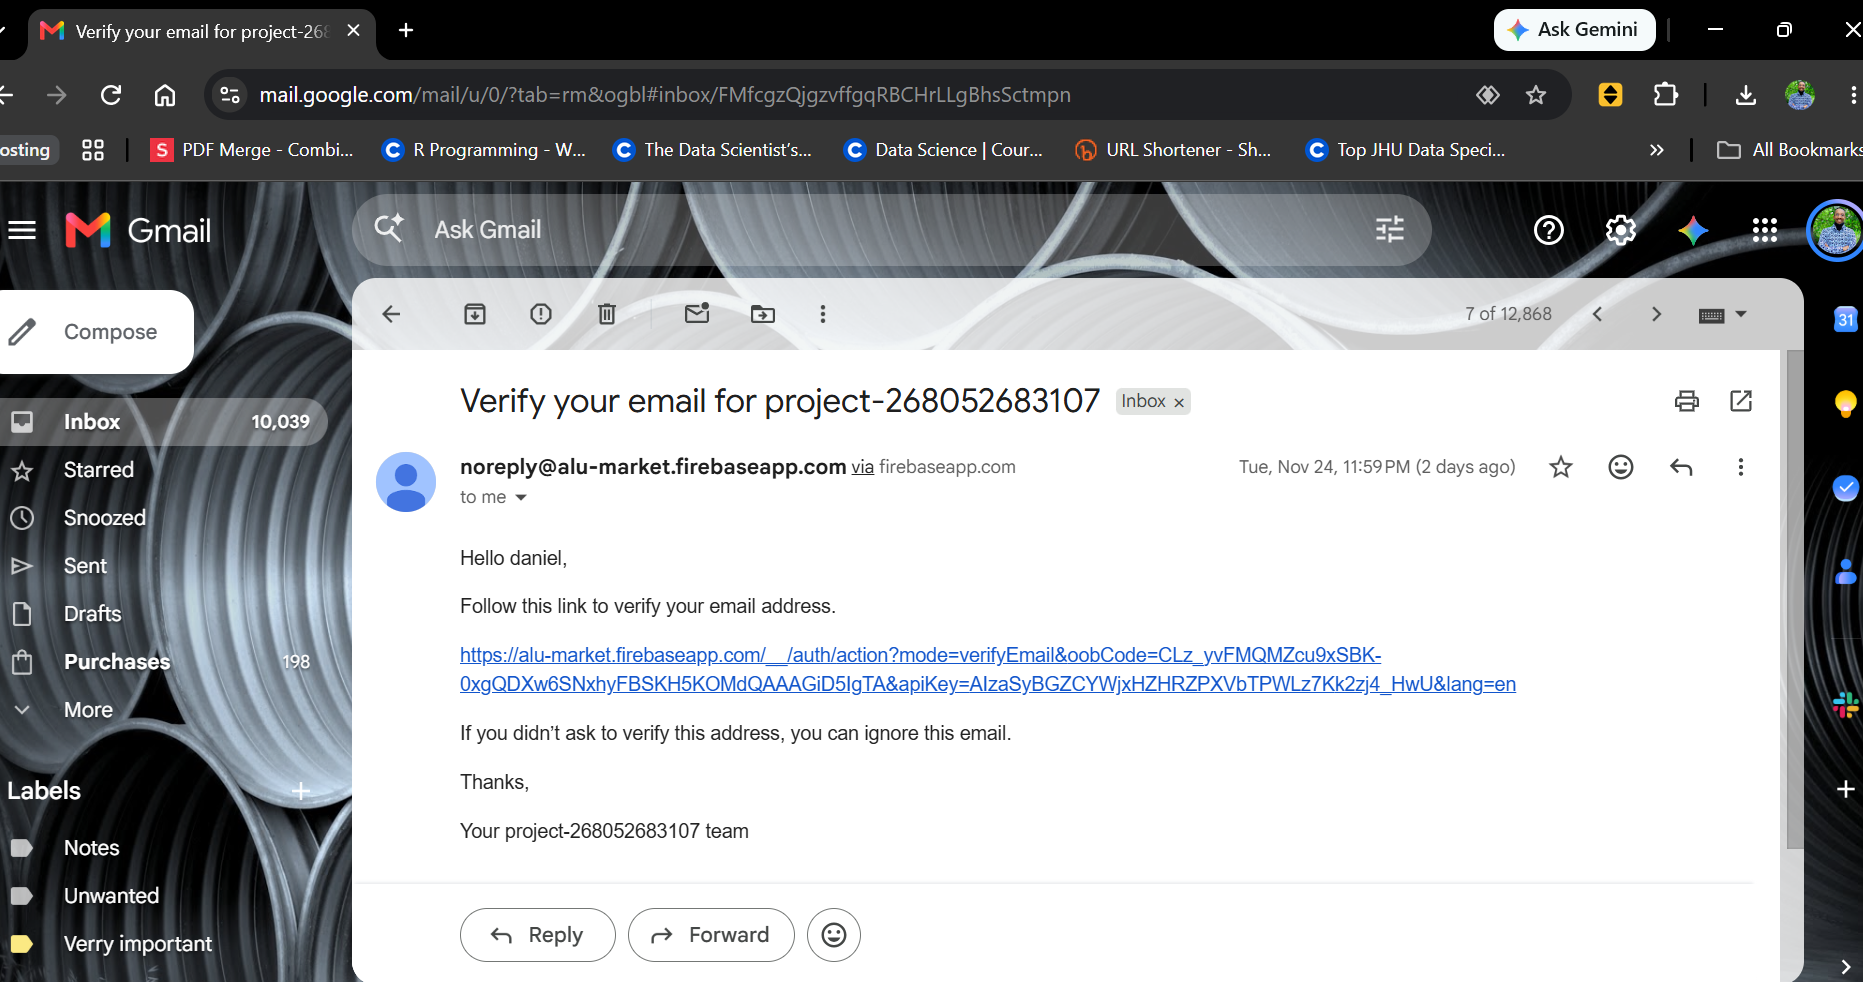 Verify your email for project-268
Ask Gemini
mail.google.com/mail/u/0/?tab=rm&ogbl#inbox/FMfcgzQjgzvffgqRBCHrLLgBhsSctmpn
osting
S PDF Merge - Combi...
C R Programming - W...
C The Data Scientist's...
C Data Science | Cour...
URL Shortener - Sh...
C Top JHU Data Speci...
All Bookmarks
Gmail
Ask Gmail
Compose
7 of 12,868
31
Inbox 10,039
Starred
Snoozed
Sent
Drafts
Purchases 198
More
Labels
Notes
Unwanted
Verry important
Verify your email for project-268052683107 Inbox
noreply@alu-market.firebaseapp.com via firebaseapp.com
Tue, Nov 24, 11:59 PM (2 days ago)
to me
Hello daniel,
Follow this link to verify your email address.
https://alu-market.firebaseapp.com/__/auth/action?mode=verifyEmail&oobCode=CLz_yvFMQMZcu9xSBK-
0xgQDXw6SNxhyFBSKH5KOMdQAAAGiD5IgTA&apiKey=AIzaSyBGZCYWjxHZHRZPXVbTPWLz7Kk2zj4_HwU&lang=en
If you didn't ask to verify this address, you can ignore this email.
Thanks,
Your project-268052683107 team
Reply
Forward